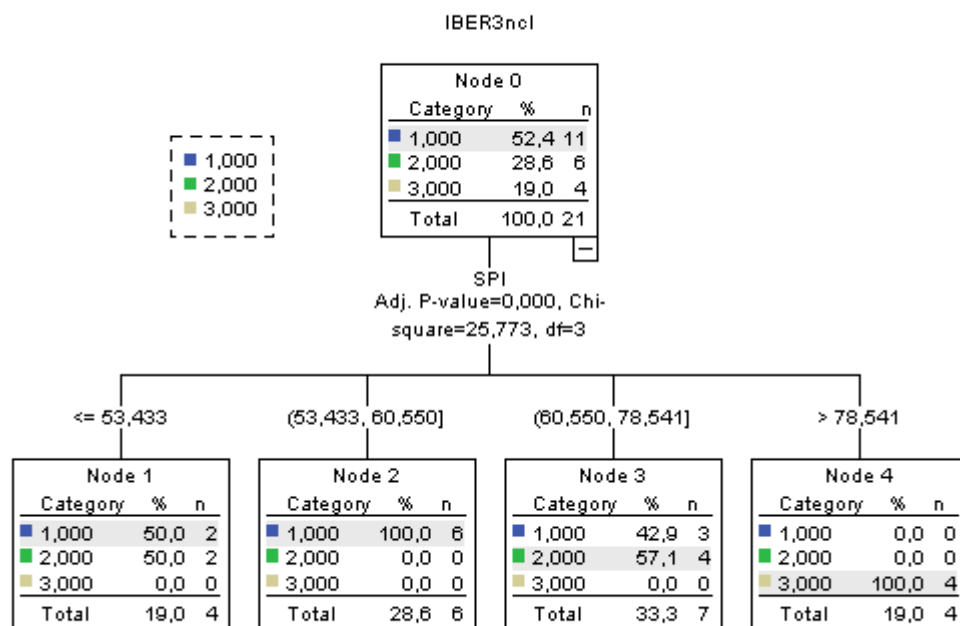 IBER3ncl
Node 0
Category % n
1,000 52,4 11
2,000 28,6 6
3,000 19,0 4
Total 100,0 21
1,000
2,000
3,000
SPI
Adj. P-value=0,000, Chi-
square=25,773, df=3
<= 53,433
(53,433, 60,550]
(60,550, 78,541]
> 78,541
Node 1
Category % n
1,000 50,0 2
2,000 50,0 2
3,000 0,0 0
Total 19,0 4
Node 2
Category % n
1,000 100,0 6
2,000 0,0 0
3,000 0,0 0
Total 28,6 6
Node 3
Category % n
1,000 42,9 3
2,000 57,1 4
3,000 0,0 0
Total 33,3 7
Node 4
Category % n
1,000 0,0 0
2,000 0,0 0
3,000 100,0 4
Total 19,0 4